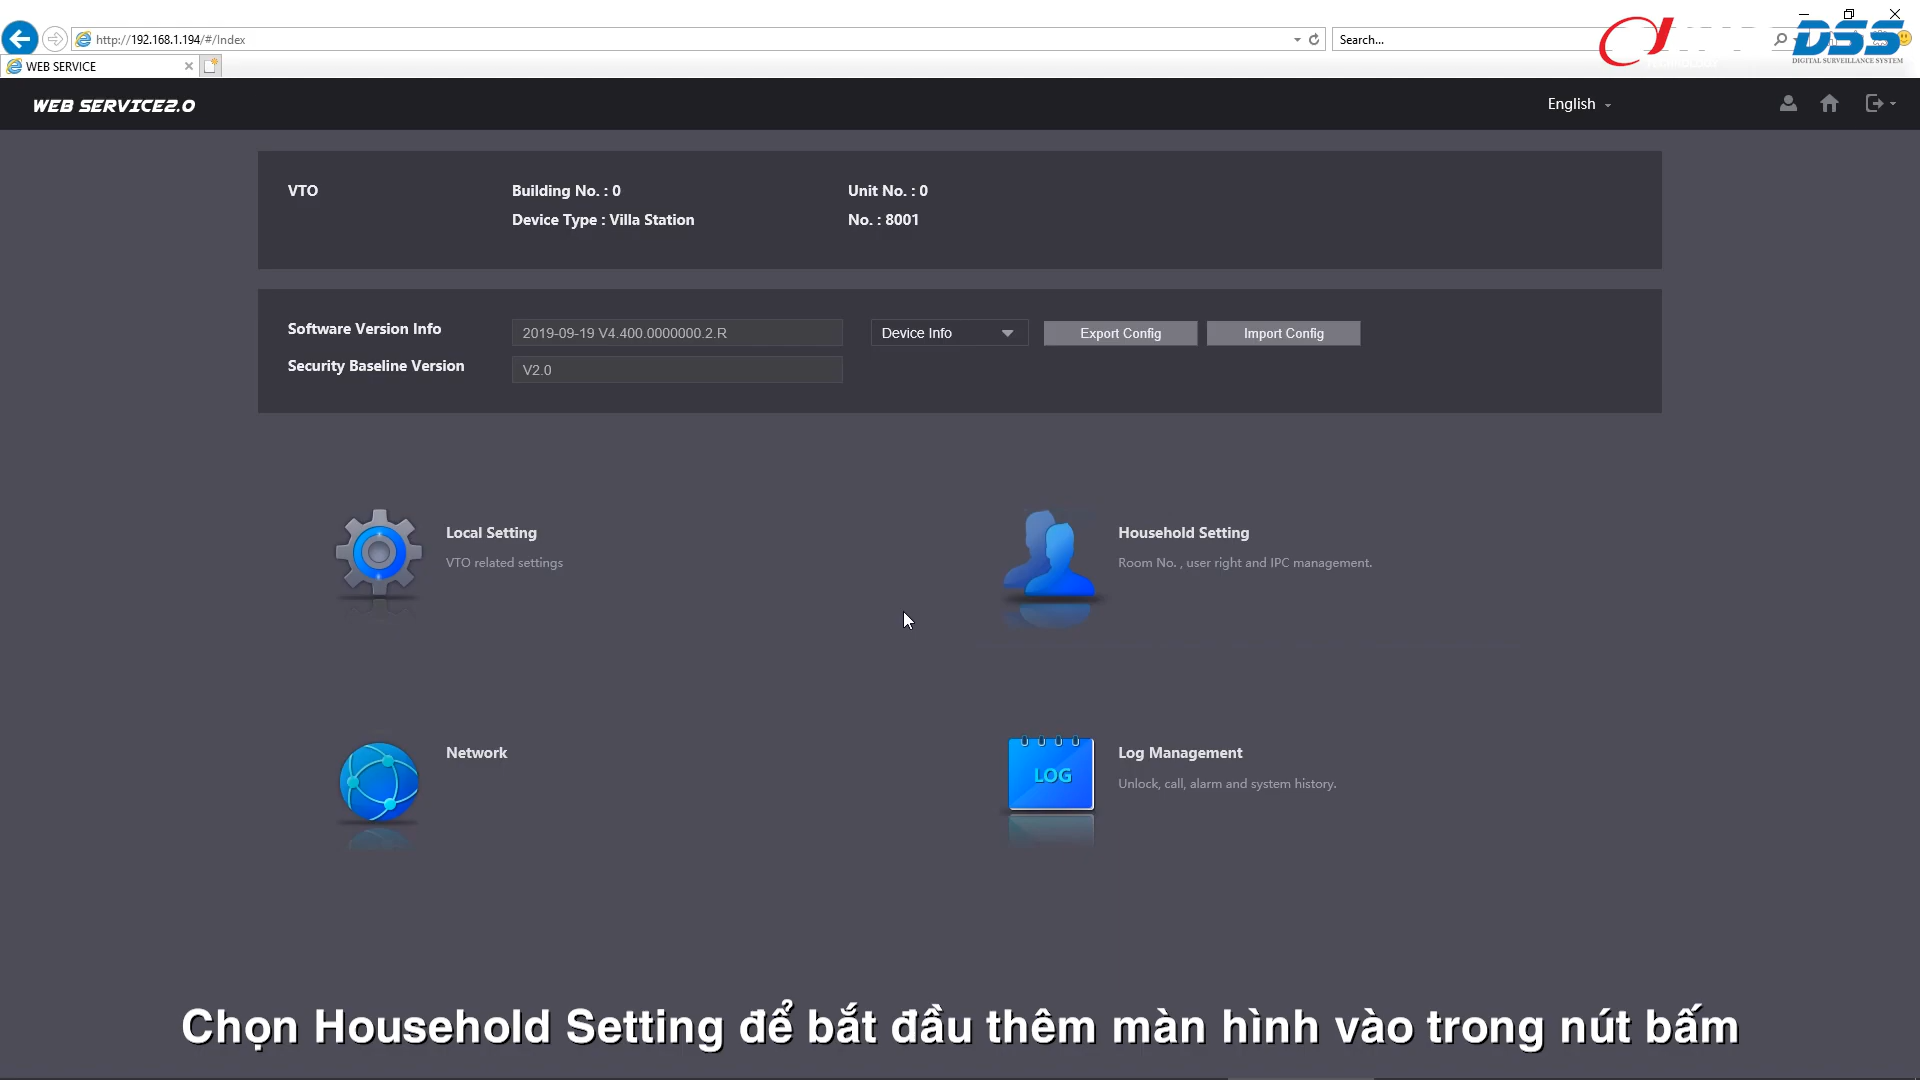 http://192.168.1.194/#/Index
Search...
WEB SERVICE
DSS
DIGITAL SURVEILLANCE SYSTEM
WEB SERVICE2.0
English
VTO
Building No. : 0
Unit No. : 0
Device Type : Villa Station
No. : 8001
Software Version Info
2019-09-19 V4.400.0000000.2.R
Device Info
Export Config
Import Config
Security Baseline Version
V2.0
Local Setting
VTO related settings
Household Setting
Room No. , user right and IPC management.
Network
LOG
Log Management
Unlock, call, alarm and system history.
Chọn Household Setting để bắt đầu thêm màn hình vào trong nút bấm